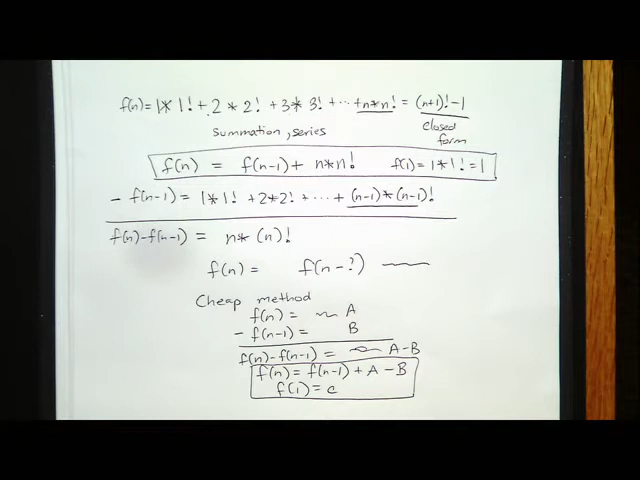 f(n) = 1* 1! + 2 * 2! + 3* 3! + ... + n*n! = (n+1)! - 1
summation, series
closed form
f(n) = f(n-1) + n*n! f(1) = 1*1! = 1
- f(n-1) = 1*1! + 2*2! + ... + (n-1)*(n-1)!
f(n) - f(n-1) = n* (n)!
f(n) = f(n-?)
Cheap method
f(n) = A
- f(n-1) = B
f(n) - f(n-1) = A-B
f(n) = f(n-1) + A - B
f(1) = c